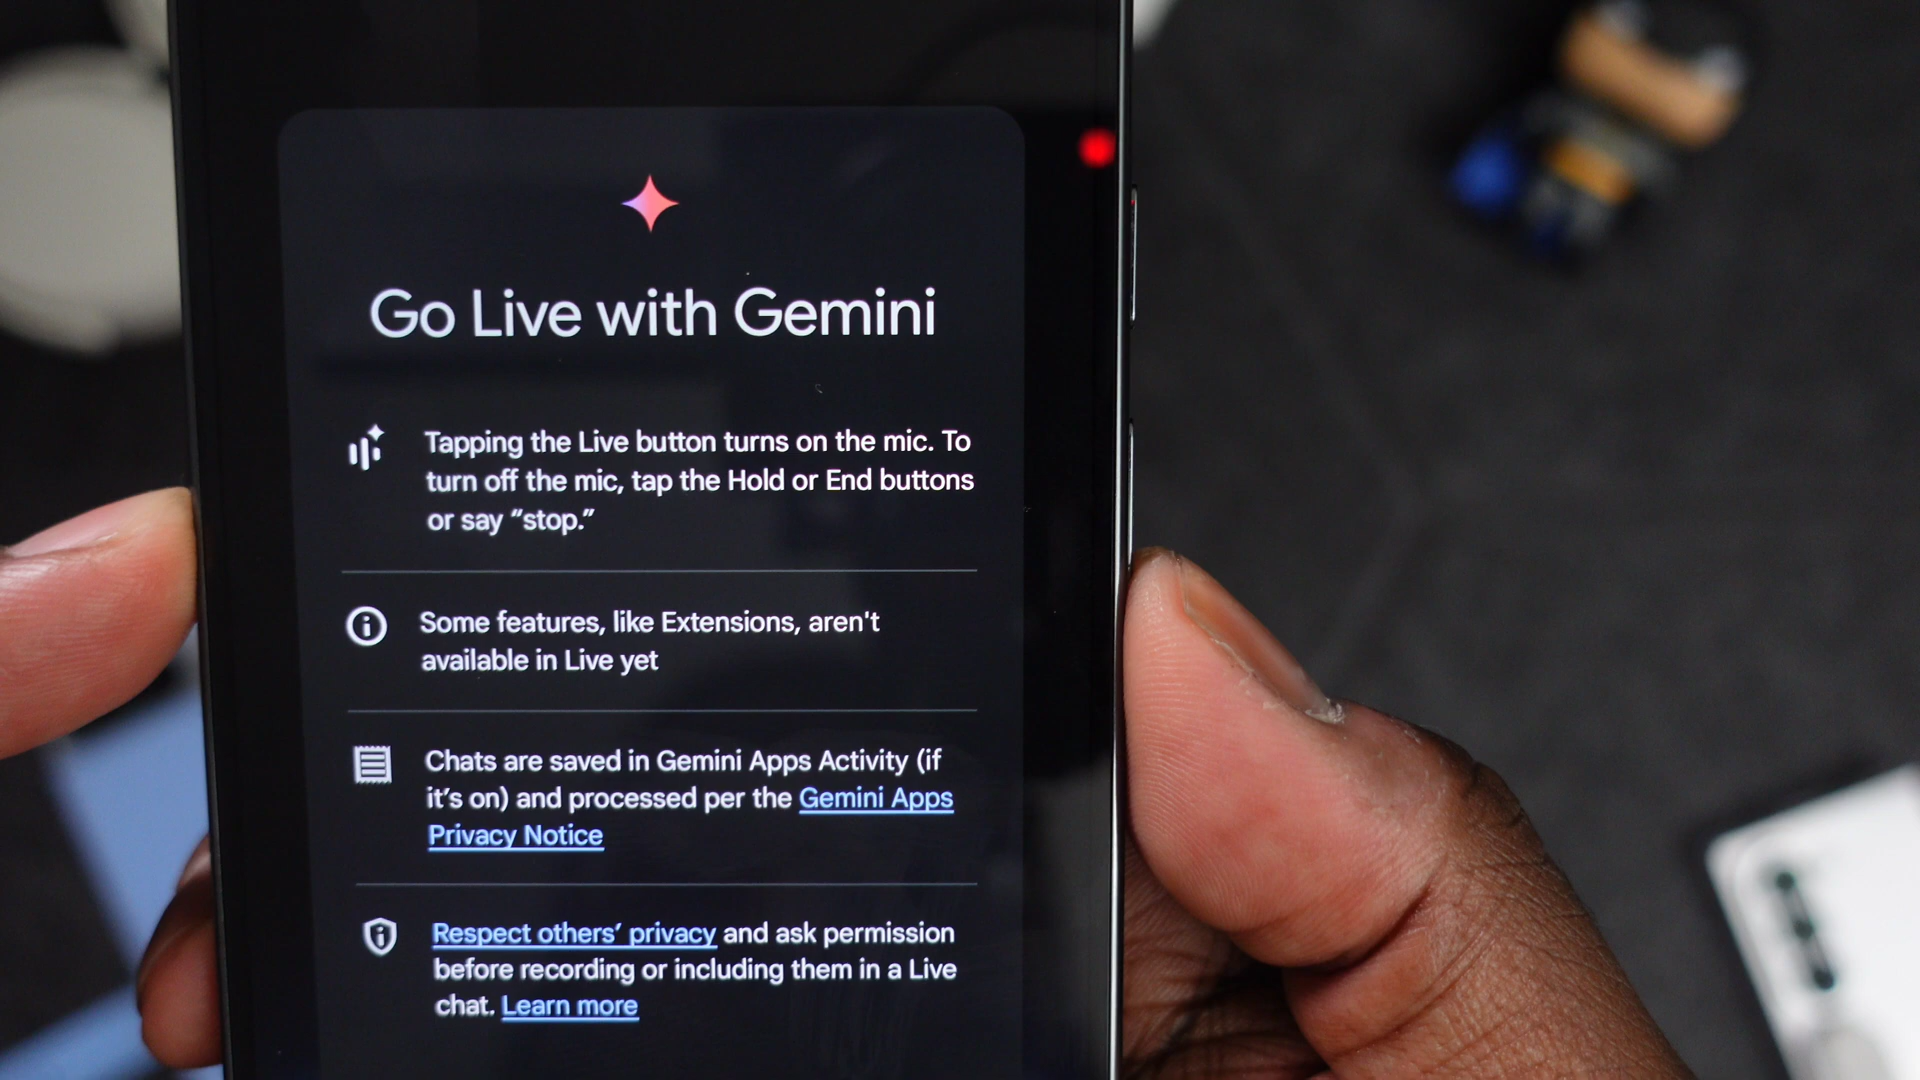 Go Live with Gemini
Tapping the Live button turns on the mic. To
turn off the mic, tap the Hold or End buttons
or say “stop.”
Some features, like Extensions, aren't
available in Live yet
Chats are saved in Gemini Apps Activity (if
it’s on) and processed per the Gemini Apps
Privacy Notice
Respect others’ privacy and ask permission
before recording or including them in a Live
chat. Learn more